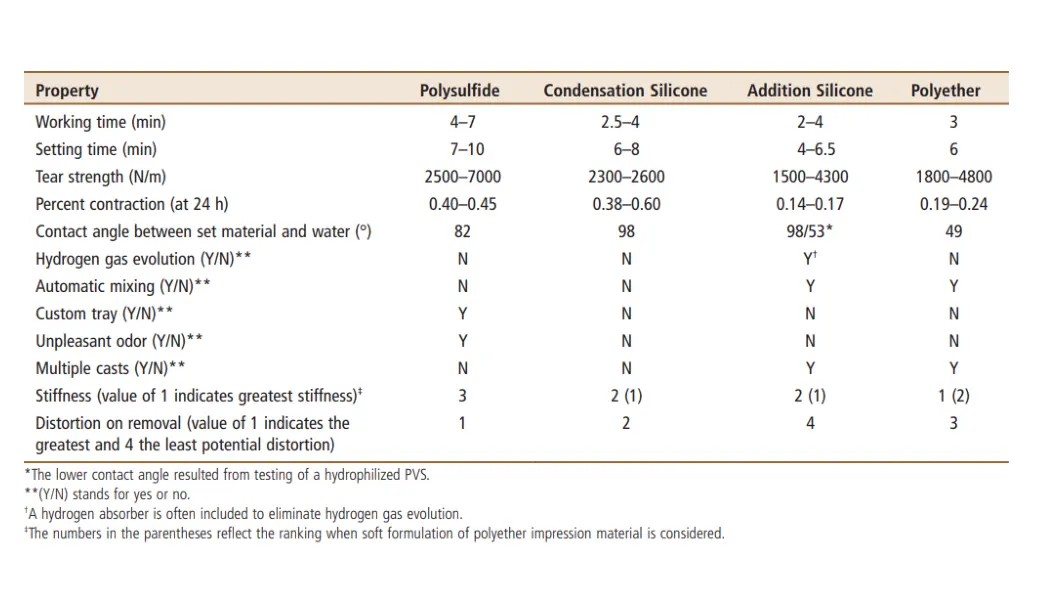 Property Polysulfide Condensation Silicone Addition Silicone Polyether
Working time (min) 4–7 2.5–4 2–4 3
Setting time (min) 7–10 6–8 4–6.5 6
Tear strength (N/m) 2500–7000 2300–2600 1500–4300 1800–4800
Percent contraction (at 24 h) 0.40–0.45 0.38–0.60 0.14–0.17 0.19–0.24
Contact angle between set material and water (°) 82 98 98/53* 49
Hydrogen gas evolution (Y/N)** N N Y† N
Automatic mixing (Y/N)** N N Y Y
Custom tray (Y/N)** Y N N N
Unpleasant odor (Y/N)** Y N N N
Multiple casts (Y/N)** N N Y Y
Stiffness (value of 1 indicates greatest stiffness)‡ 3 2 (1) 2 (1) 1 (2)
Distortion on removal (value of 1 indicates the 1 2 4 3
greatest and 4 the least potential distortion)
*The lower contact angle resulted from testing of a hydrophilized PVS.
**(Y/N) stands for yes or no.
†A hydrogen absorber is often included to eliminate hydrogen gas evolution.
‡The numbers in the parentheses reflect the ranking when soft formulation of polyether impression material is considered.